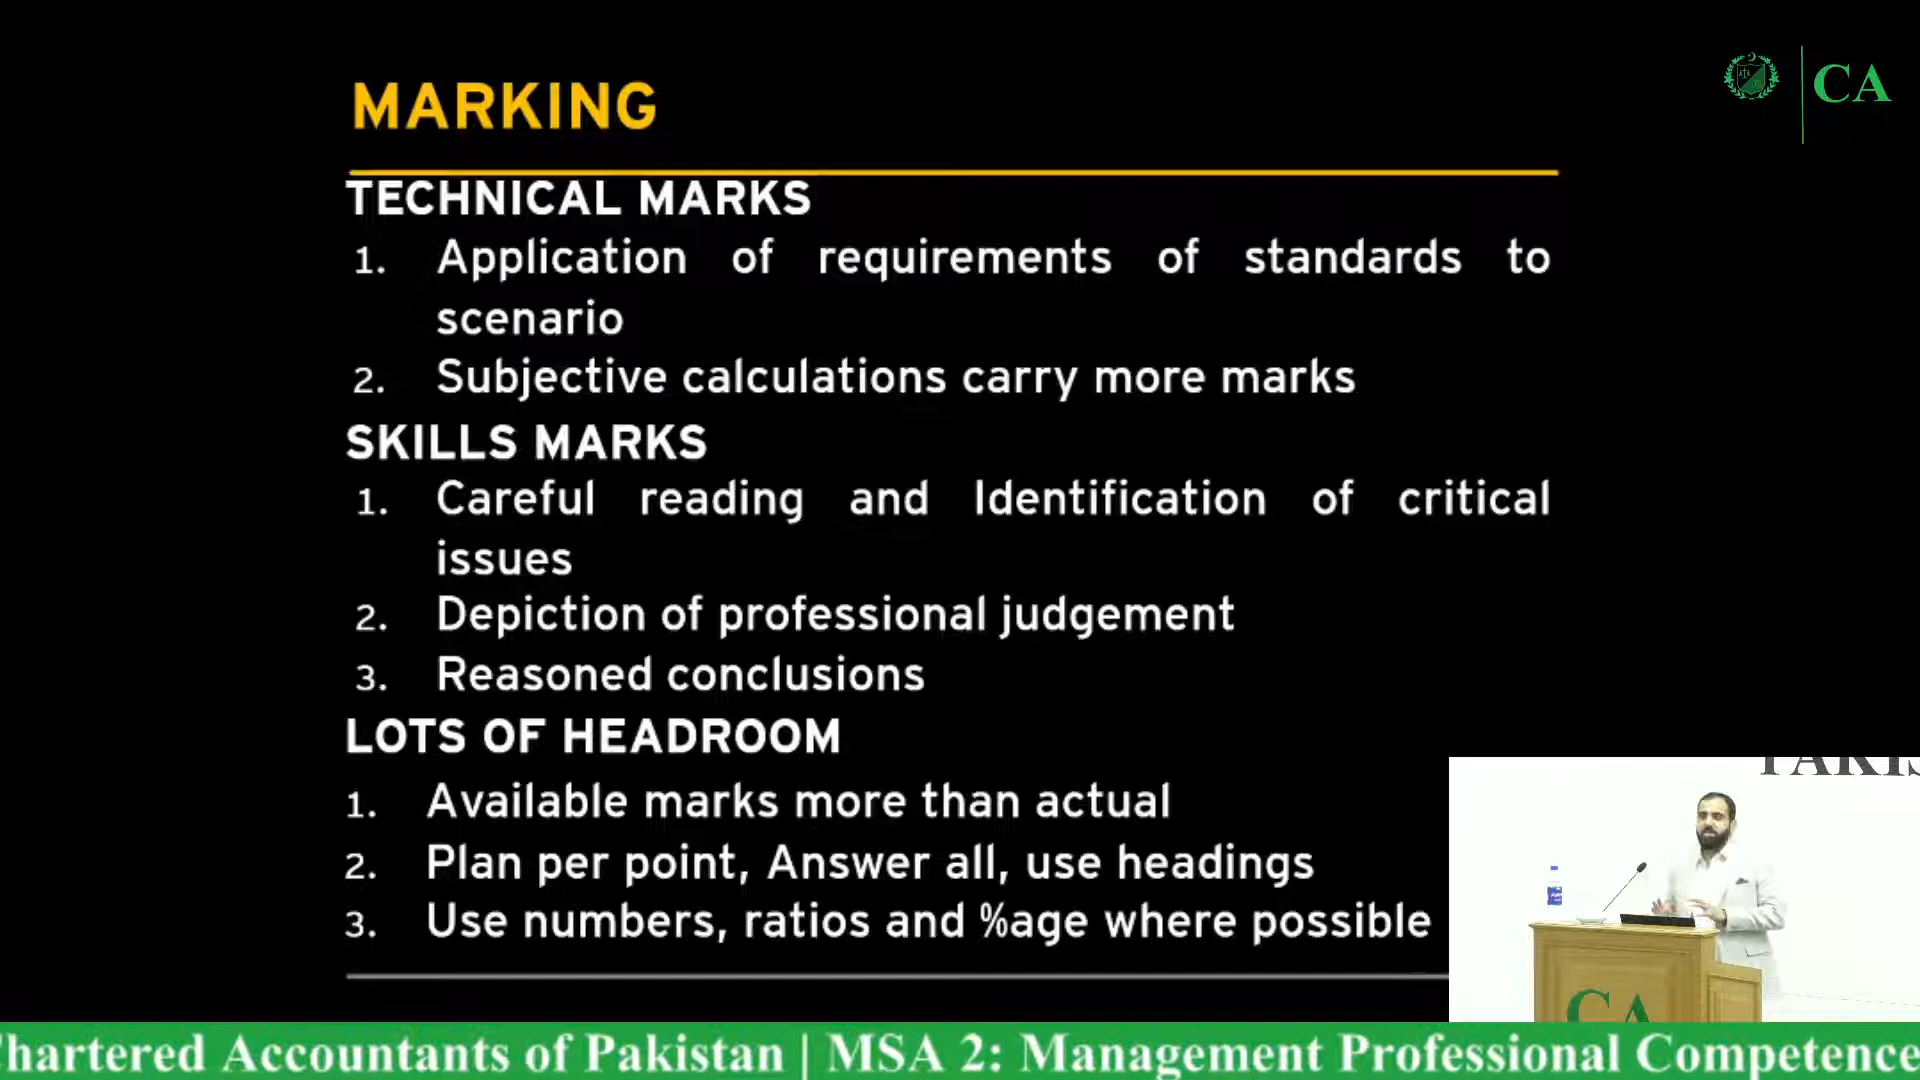 CA
MARKING
TECHNICAL MARKS
1. Application of requirements of standards to
scenario
2. Subjective calculations carry more marks
SKILLS MARKS
1. Careful reading and Identification of critical
issues
2. Depiction of professional judgement
3. Reasoned conclusions
LOTS OF HEADROOM
1. Available marks more than actual
2. Plan per point, Answer all, use headings
3. Use numbers, ratios and %age where possible
CA
hartered Accountants of Pakistan | MSA 2: Management Professional Competence